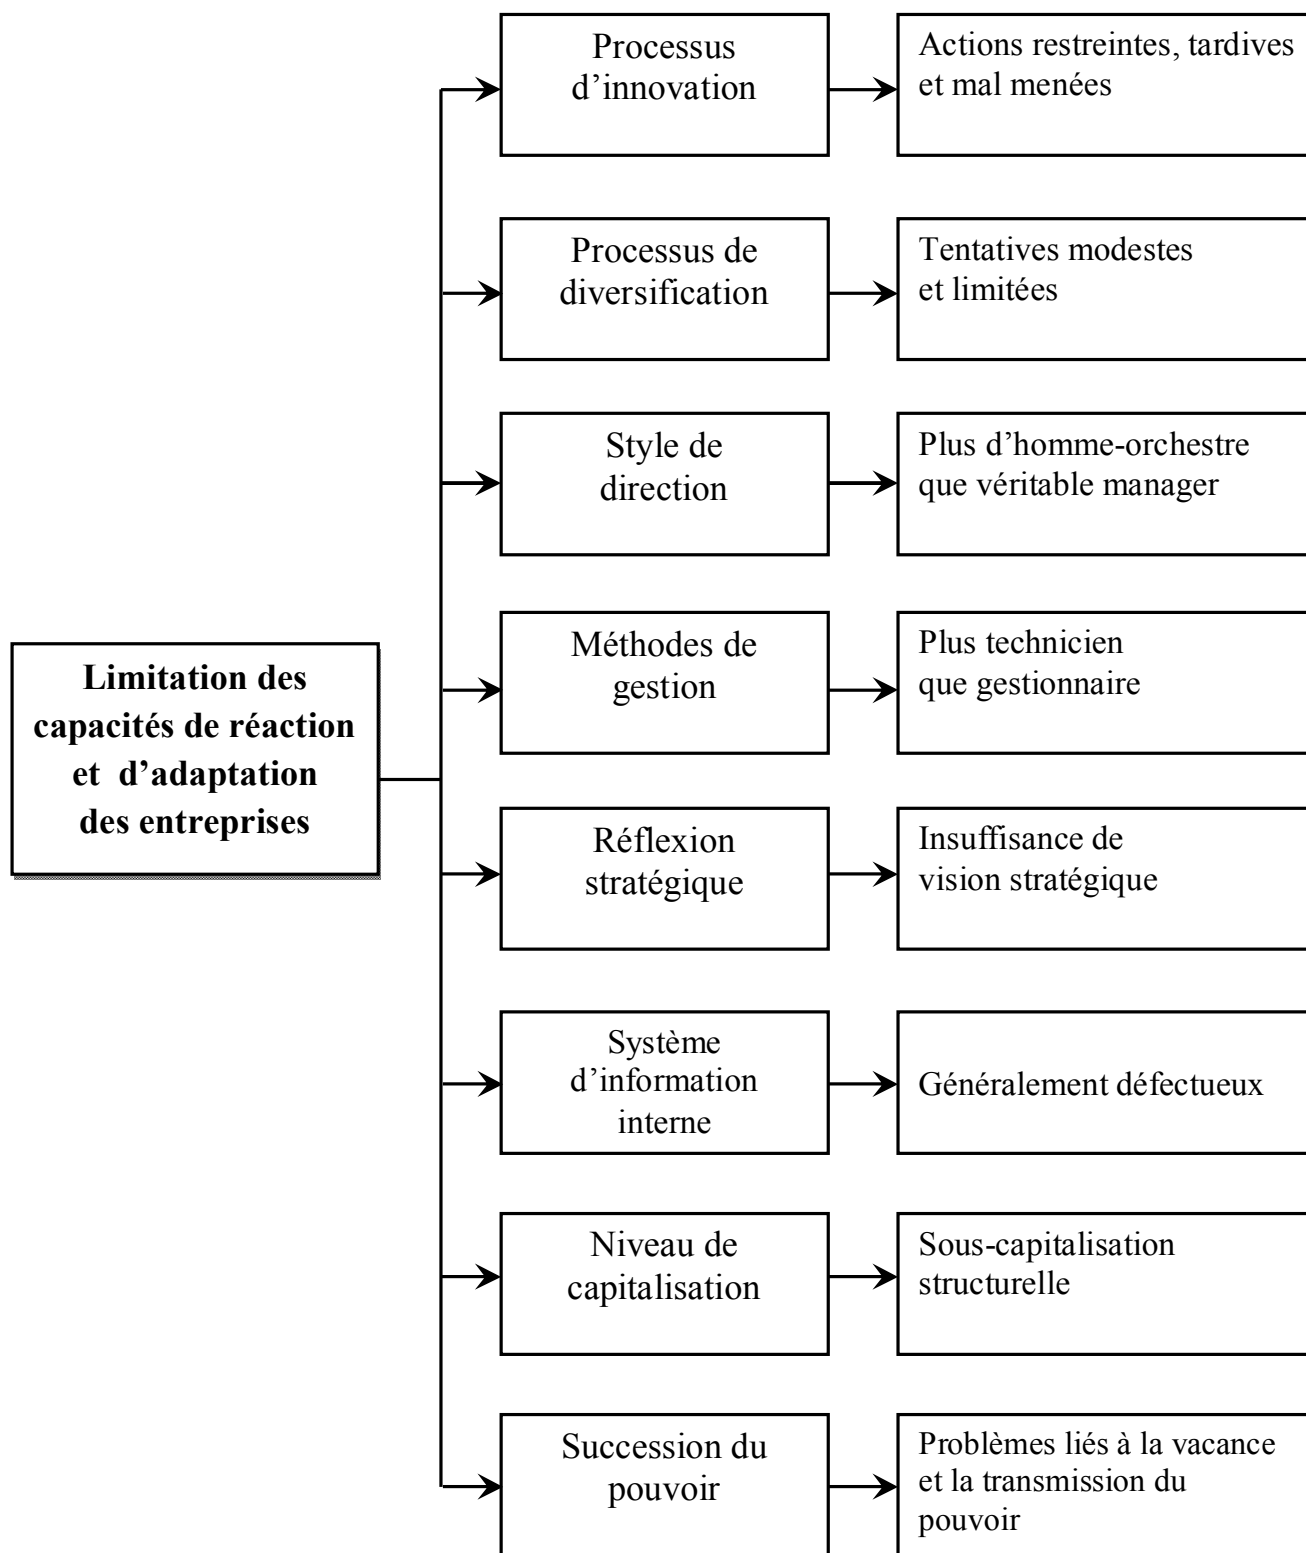 Processus
d’innovation
Actions restreintes, tardives
et mal menées
Processus de
diversification
Tentatives modestes
et limitées
Style de
direction
Plus d’homme-orchestre
que véritable manager
Méthodes de
gestion
Plus technicien
que gestionnaire
Limitation des
capacités de réaction
et d’adaptation
des entreprises
Réflexion
stratégique
Insuffisance de
vision stratégique
Système
d’information
interne
Généralement défectueux
Niveau de
capitalisation
Sous-capitalisation
structurelle
Succession du
pouvoir
Problèmes liés à la vacance
et la transmission du
pouvoir